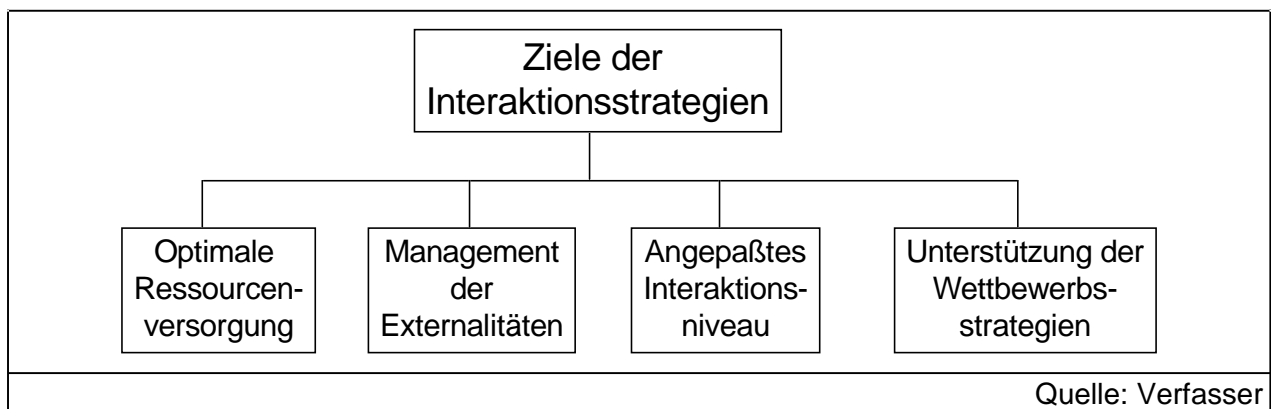 Ziele der
Interaktionsstrategien
Optimale
Ressourcen-
versorgung
Management
der
Externalitäten
Angepaßtes
Interaktions-
niveau
Unterstützung der
Wettbewerbs-
strategien
Quelle: Verfasser